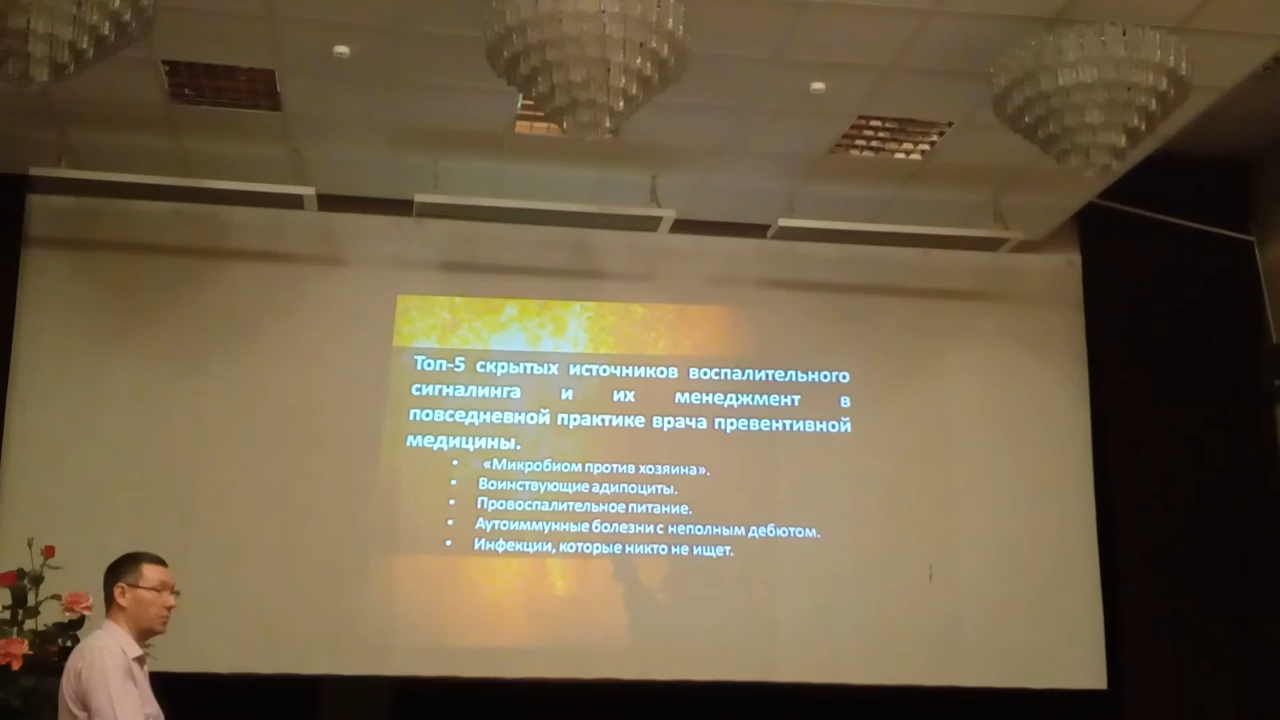 Топ-5 скрытых источников воспалительного
сигналинга и их менеджмент в
повседневной практике врача превентивной
медицины.
• «Микробиом против хозяина».
• Воинствующие адипоциты.
• Провоспалительное питание.
• Аутоиммунные болезни с неполным дебютом.
• Инфекции, которые никто не ищет.